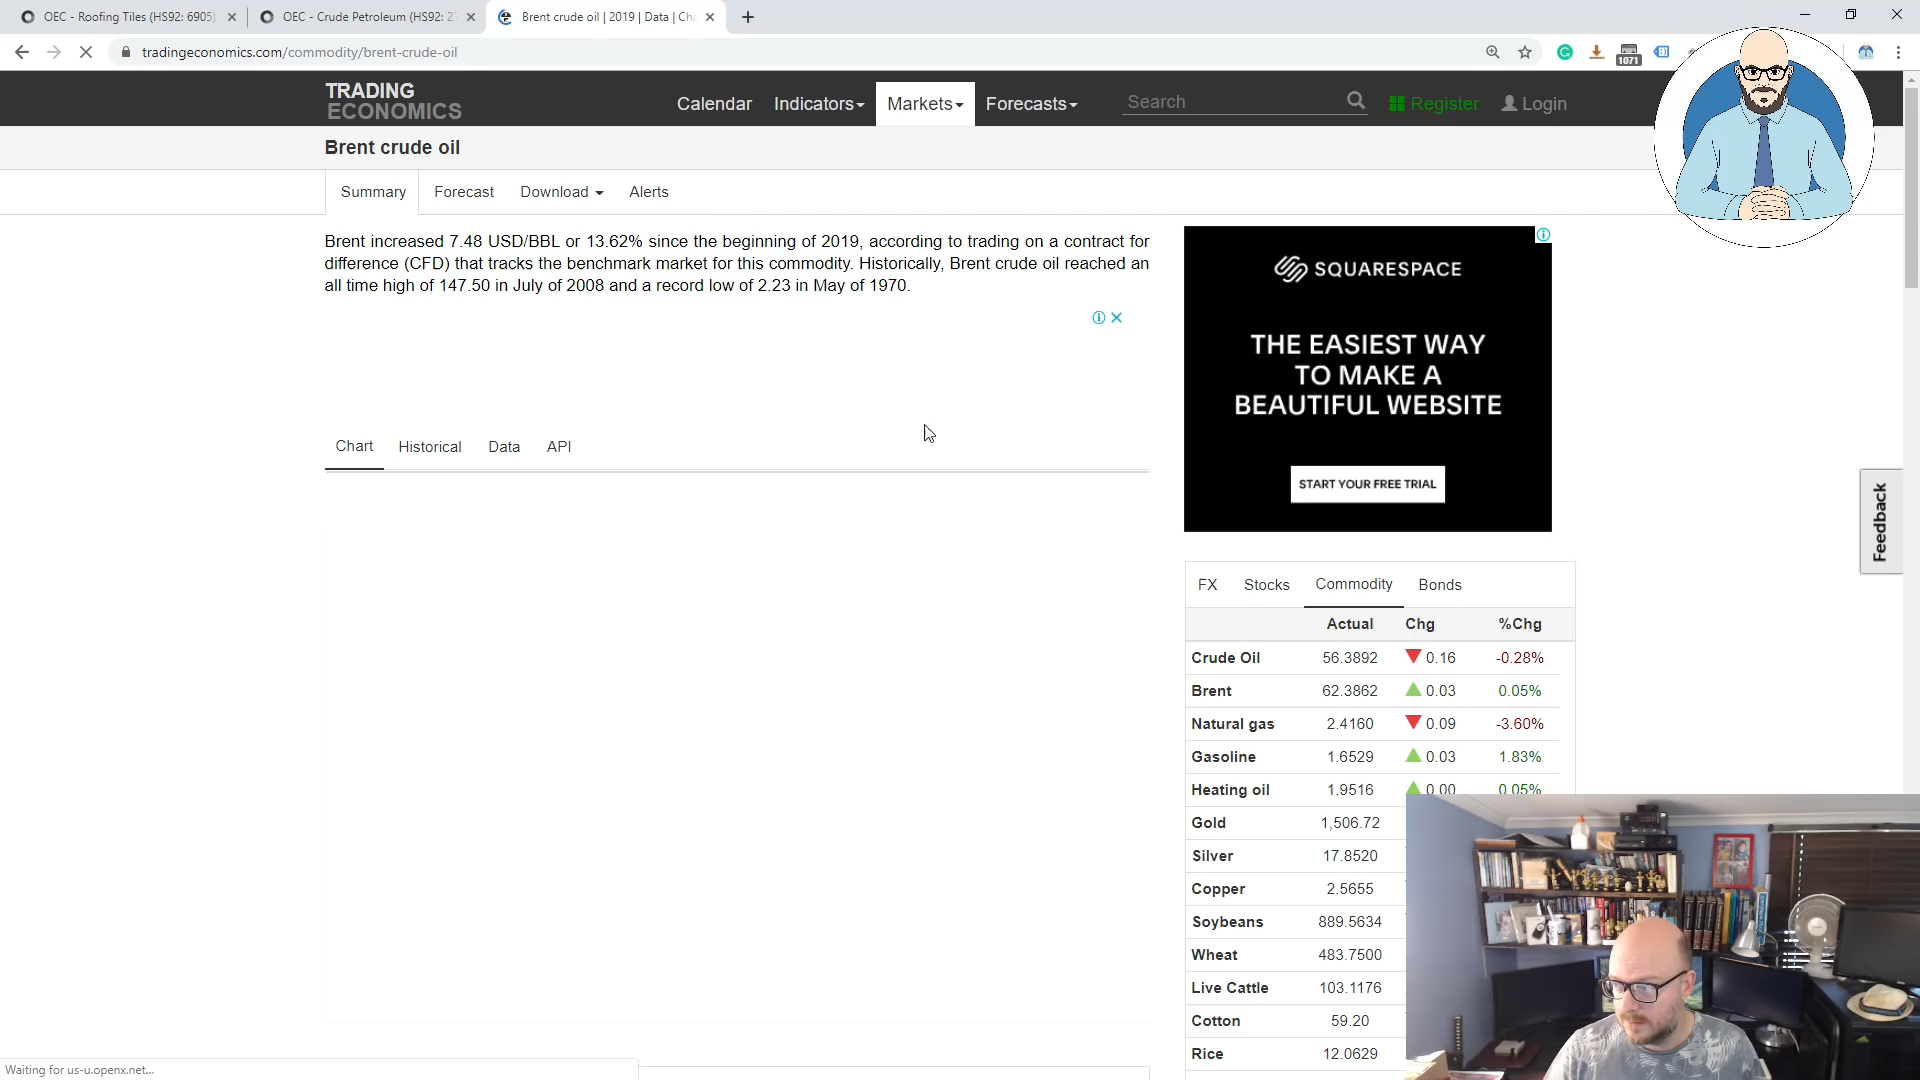 OEC - Roofing Tiles (HS92: 6905)
OEC - Crude Petroleum (HS92: 27
Brent crude oil | 2019 | Data | Cha
tradingeconomics.com/commodity/brent-crude-oil
1071
TRADING
ECONOMICS
Calendar
Indicators
Markets
Forecasts
Search
Register
Login
Brent crude oil
Summary
Forecast
Download
Alerts
Brent increased 7.48 USD/BBL or 13.62% since the beginning of 2019, according to trading on a contract for
difference (CFD) that tracks the benchmark market for this commodity. Historically, Brent crude oil reached an
all time high of 147.50 in July of 2008 and a record low of 2.23 in May of 1970.
SQUARESPACE
THE EASIEST WAY
TO MAKE A
BEAUTIFUL WEBSITE
START YOUR FREE TRIAL
Chart
Historical
Data
API
Feedback
FX
Stocks
Commodity
Bonds
Actual Chg %Chg
Crude Oil 56.3892 0.16 -0.28%
Brent 62.3862 0.03 0.05%
Natural gas 2.4160 0.09 -3.60%
Gasoline 1.6529 0.03 1.83%
Heating oil 1.9516 0.00 0.05%
Gold 1,506.72
Silver 17.8520
Copper 2.5655
Soybeans 889.5634
Wheat 483.7500
Live Cattle 103.1176
Cotton 59.20
Rice 12.0629
Waiting for us-u.openx.net...